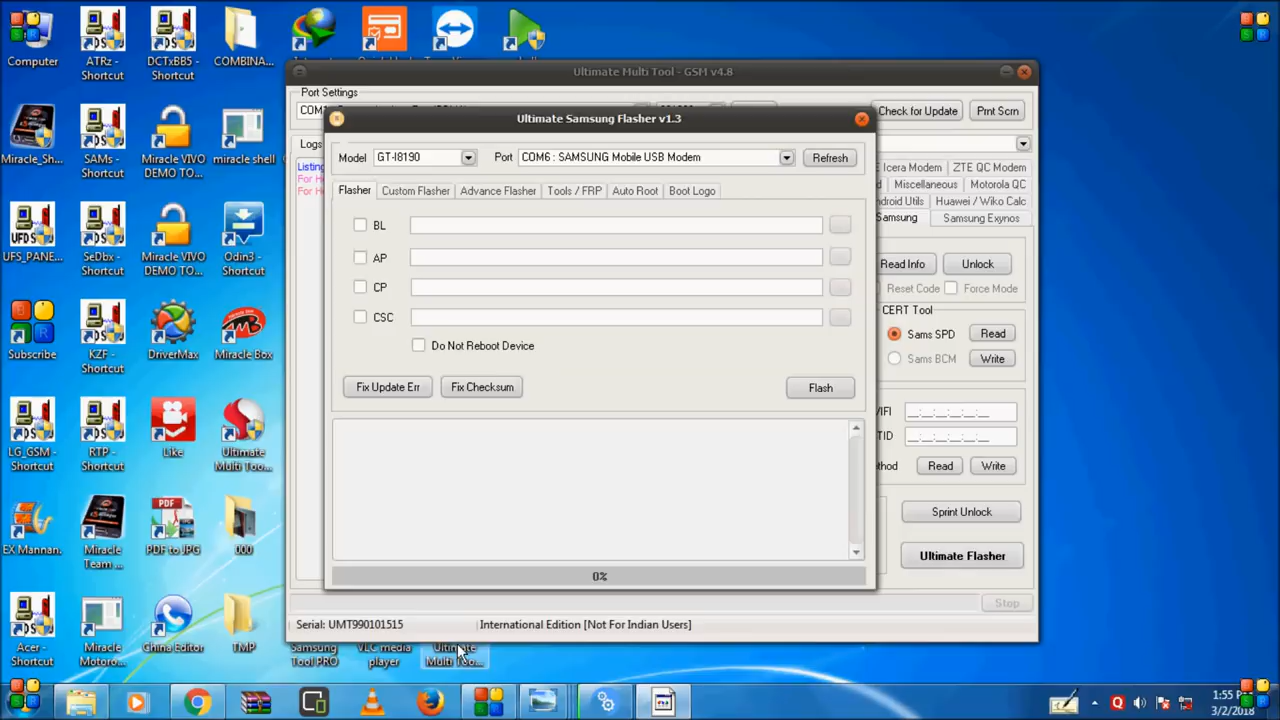 Computer
ATRz -
Shortcut
DCTxBB5 -
Shortcut
COMBINA...
Ultimate Multi Tool - GSM v4.8
Port Settings
Check for Update
Prnt Scrn
Ultimate Samsung Flasher v1.3
Logs
Model
GT-I8190
Port
COM6 : SAMSUNG Mobile USB Modem
Refresh
Flasher
Custom Flasher
Advance Flasher
Tools / FRP
Auto Root
Boot Logo
BL
AP
CP
CSC
Do Not Reboot Device
Fix Update Err
Fix Checksum
Flash
0%
Icera Modem
ZTE QC Modem
Miscellaneous
Motorola QC
Huawei / Wiko Calc
Samsung Exynos
Read Info
Unlock
Reset Code
Force Mode
CERT Tool
Sams SPD
Read
Sams BCM
Write
Read
Write
Sprint Unlock
Ultimate Flasher
Stop
Serial: UMT990101515
International Edition [Not For Indian Users]
Miracle_Sh...
SAMs -
Shortcut
Miracle VIVO
DEMO TO...
miracle shell
UFS_PANE...
SeDbx -
Shortcut
Miracle VIVO
DEMO TO...
Odin3 -
Shortcut
Subscribe
KZF -
Shortcut
DriverMax
Miracle Box
LG_GSM -
Shortcut
RTP -
Shortcut
Like
Ultimate
Multi Too...
EX Mannan.
Miracle
Team ...
PDF to JPG
000
Acer -
Shortcut
Miracle
Motoro...
China Editor
TMP
Samsung
Tool PRO
VLC media
player
Ultimate
Multi Too...
1:55 PM
3/2/2018